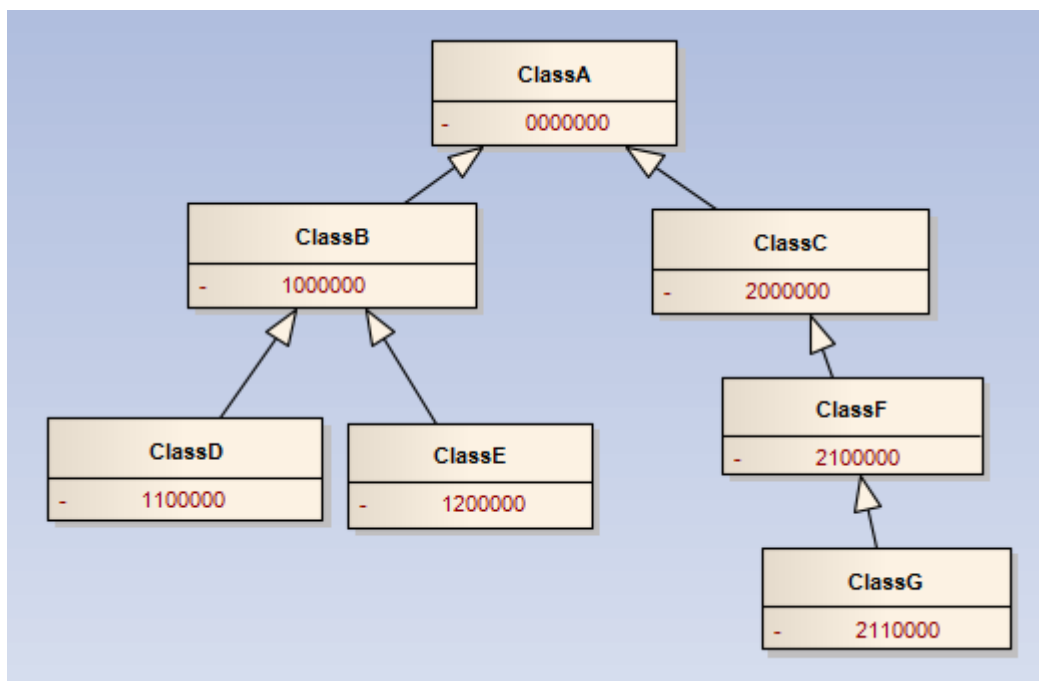 ClassA
- 0000000
ClassB
- 1000000
ClassC
- 2000000
ClassF
- 2100000
ClassD
- 1100000
ClassE
- 1200000
ClassG
- 2110000